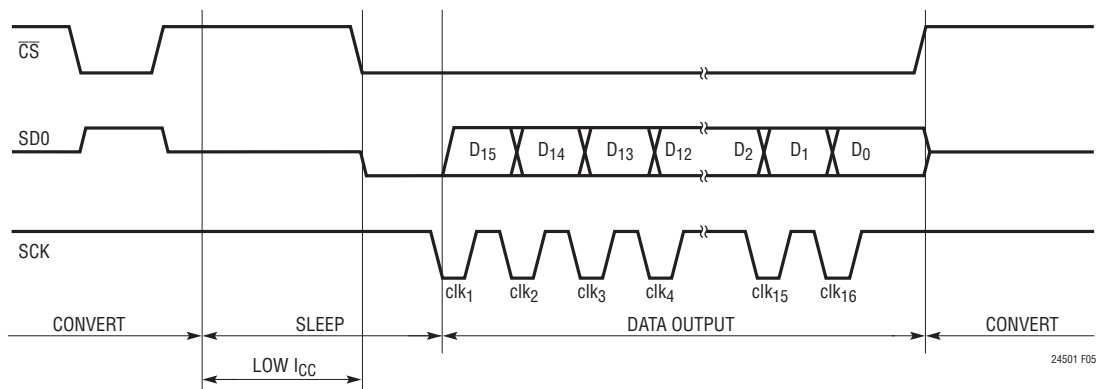 CS
SD0
D15 D14 D13 D12 D2 D1 D0
SCK
clk1 clk2 clk3 clk4 clk15 clk16
CONVERT SLEEP DATA OUTPUT CONVERT
LOW ICC
24501 F05